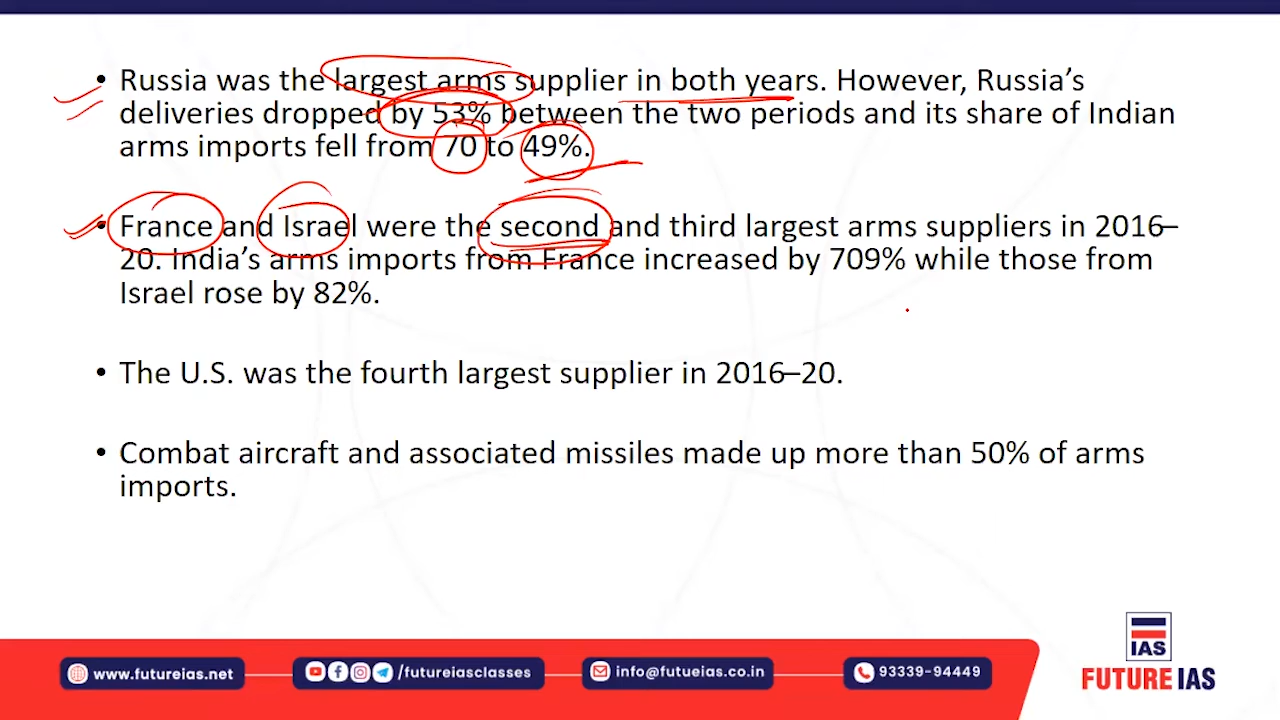 • Russia was the largest arms supplier in both years. However, Russia’s
deliveries dropped by 53% between the two periods and its share of Indian
arms imports fell from 70 to 49%.
• France and Israel were the second and third largest arms suppliers in 2016–
20. India’s arms imports from France increased by 709% while those from
Israel rose by 82%.
• The U.S. was the fourth largest supplier in 2016–20.
• Combat aircraft and associated missiles made up more than 50% of arms
imports.
www.futureias.net
/futureiasclasses
info@futueias.co.in
93339-94449
IAS
FUTURE IAS